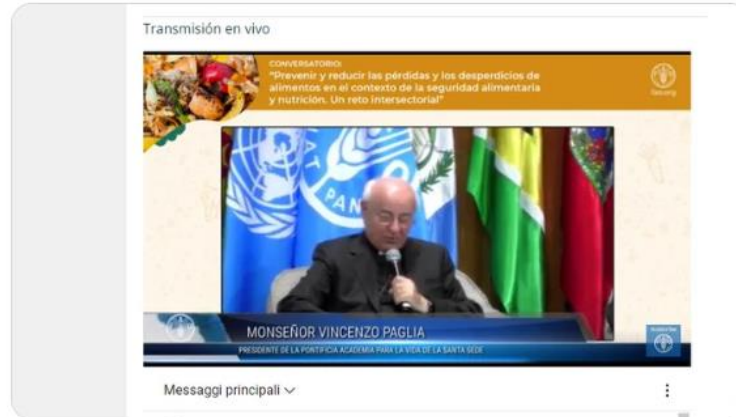 Transmisión en vivo
CONVERSATORIO:
"Prevenir y reducir las pérdidas y los desperdicios de
alimentos en el contexto de la seguridad alimentaria
y nutrición. Un reto intersectorial"
MONSEÑOR VINCENZO PAGLIA
PRESIDENTE DE LA PONTIFICIA ACADEMIA PARA LA VIDA DE LA SANTA SEDE
Messaggi principali